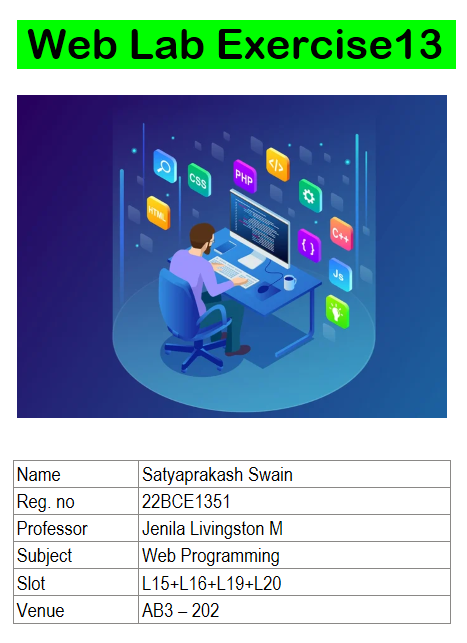 Web Lab Exercise13
</>
PHP
CSS
HTML
C++
{ }
Js
Name Satyaprakash Swain
Reg. no 22BCE1351
Professor Jenila Livingston M
Subject Web Programming
Slot L15+L16+L19+L20
Venue AB3 – 202